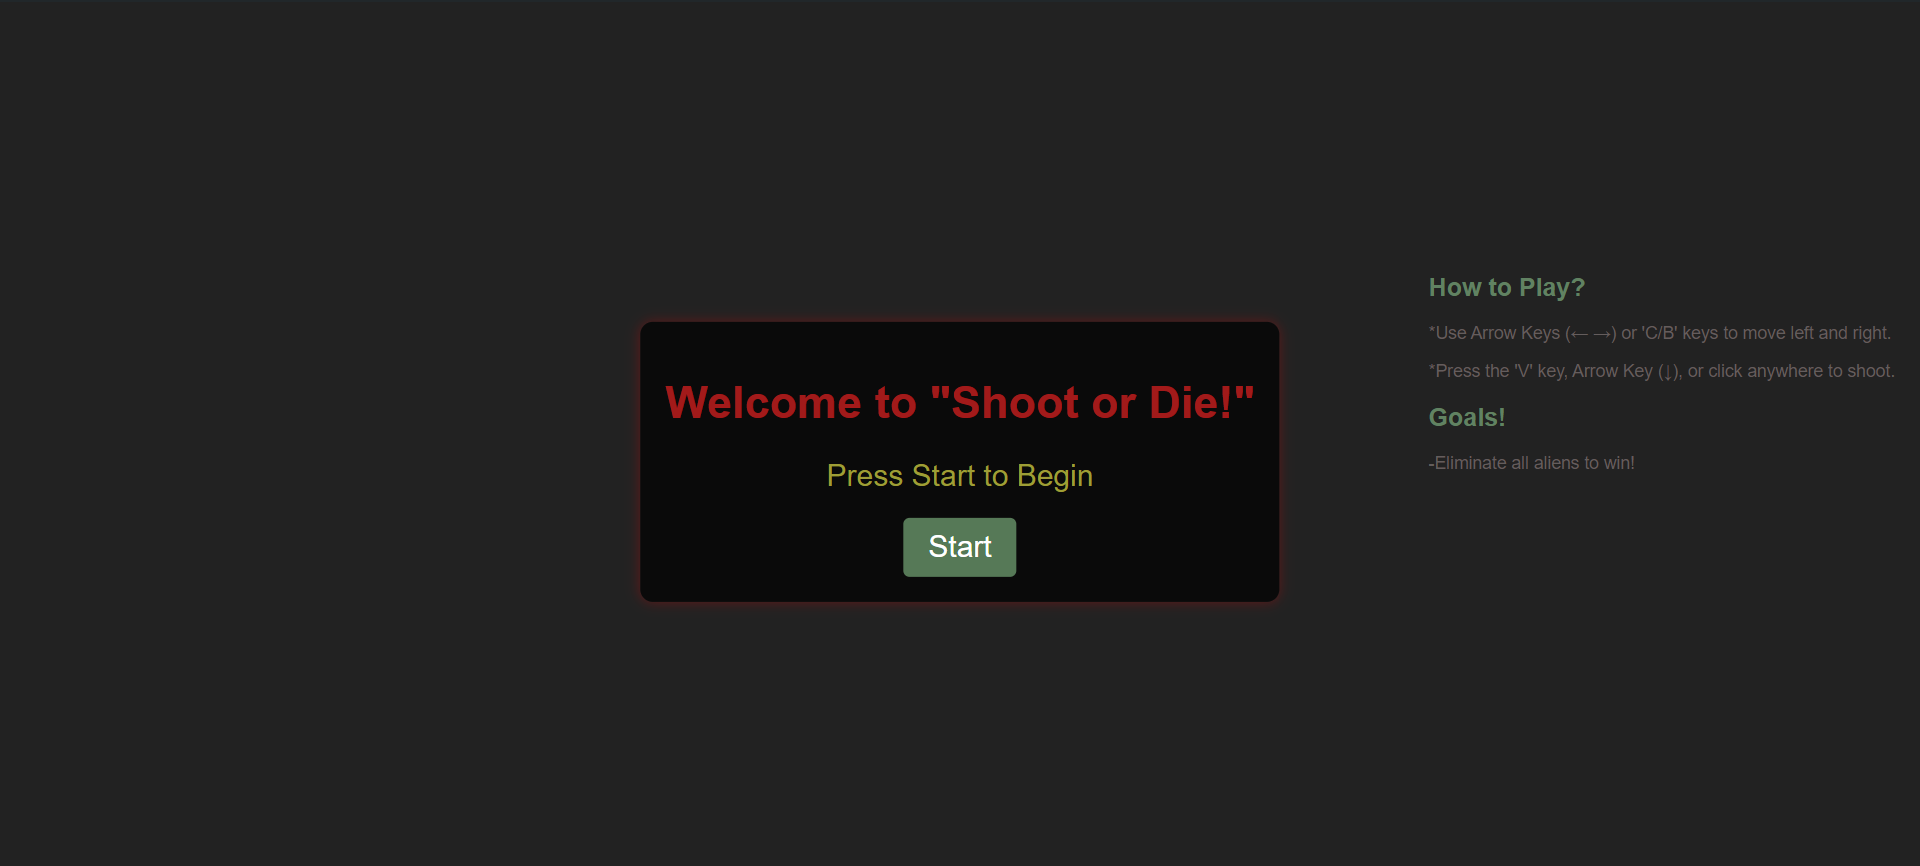 Welcome to "Shoot or Die!"
Press Start to Begin
Start
How to Play?
*Use Arrow Keys (← →) or 'C/B' keys to move left and right.
*Press the 'V' key, Arrow Key (↓), or click anywhere to shoot.
Goals!
-Eliminate all aliens to win!